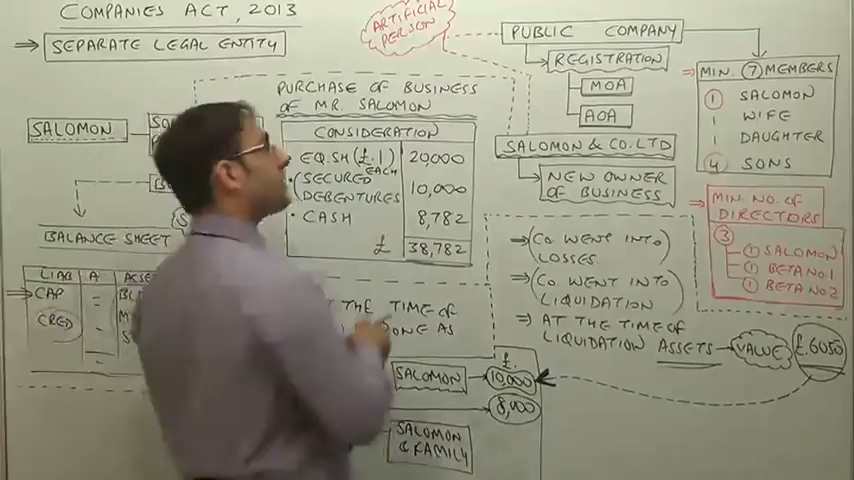 COMPANIES ACT, 2013
SEPARATE LEGAL ENTITY
ARTIFICIAL
PERSON
PUBLIC COMPANY
REGISTRATION
MOA
AOA
SALOMON & CO. LTD
NEW OWNER
OF BUSINESS
MIN. 7 MEMBERS
1 SALOMON
1 WIFE
1 DAUGHTER
4 SONS
MIN. NO. OF
DIRECTORS
3
1 SALOMON
1 BETA NO.1
1 BETA NO.2
SALOMON
PURCHASE OF BUSINESS
OF MR. SALOMON
CONSIDERATION
EQ.SH (£.1) EACH 20,000
SECURED
DEBENTURES 10,000
CASH 8,782
£ 38,782
BALANCE SHEET
LIAB A
CAP
CRED
THE TIME OF
AS
SALOMON
SALOMON
& FAMILY
£.
10,000
8,000
CO. WENT INTO
LOSSES.
CO. WENT INTO
LIQUIDATION
AT THE TIME OF
LIQUIDATION ASSETS
VALUE
£.6050